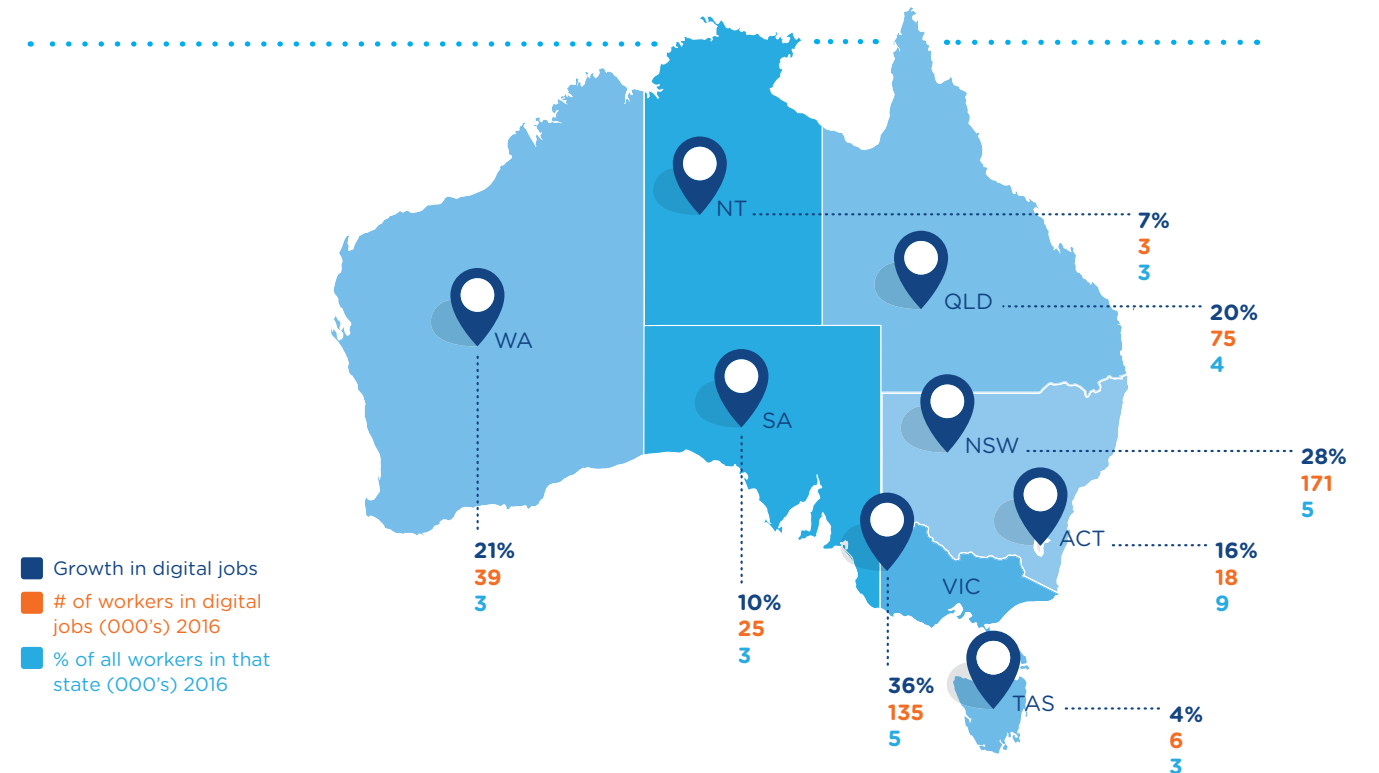 NT
7%
3
3
QLD
20%
75
4
WA
21%
39
3
SA
10%
25
3
NSW
28%
171
5
ACT
16%
18
9
VIC
36%
135
5
TAS
4%
6
3
Growth in digital jobs
# of workers in digital
jobs (000's) 2016
% of all workers in that
state (000's) 2016